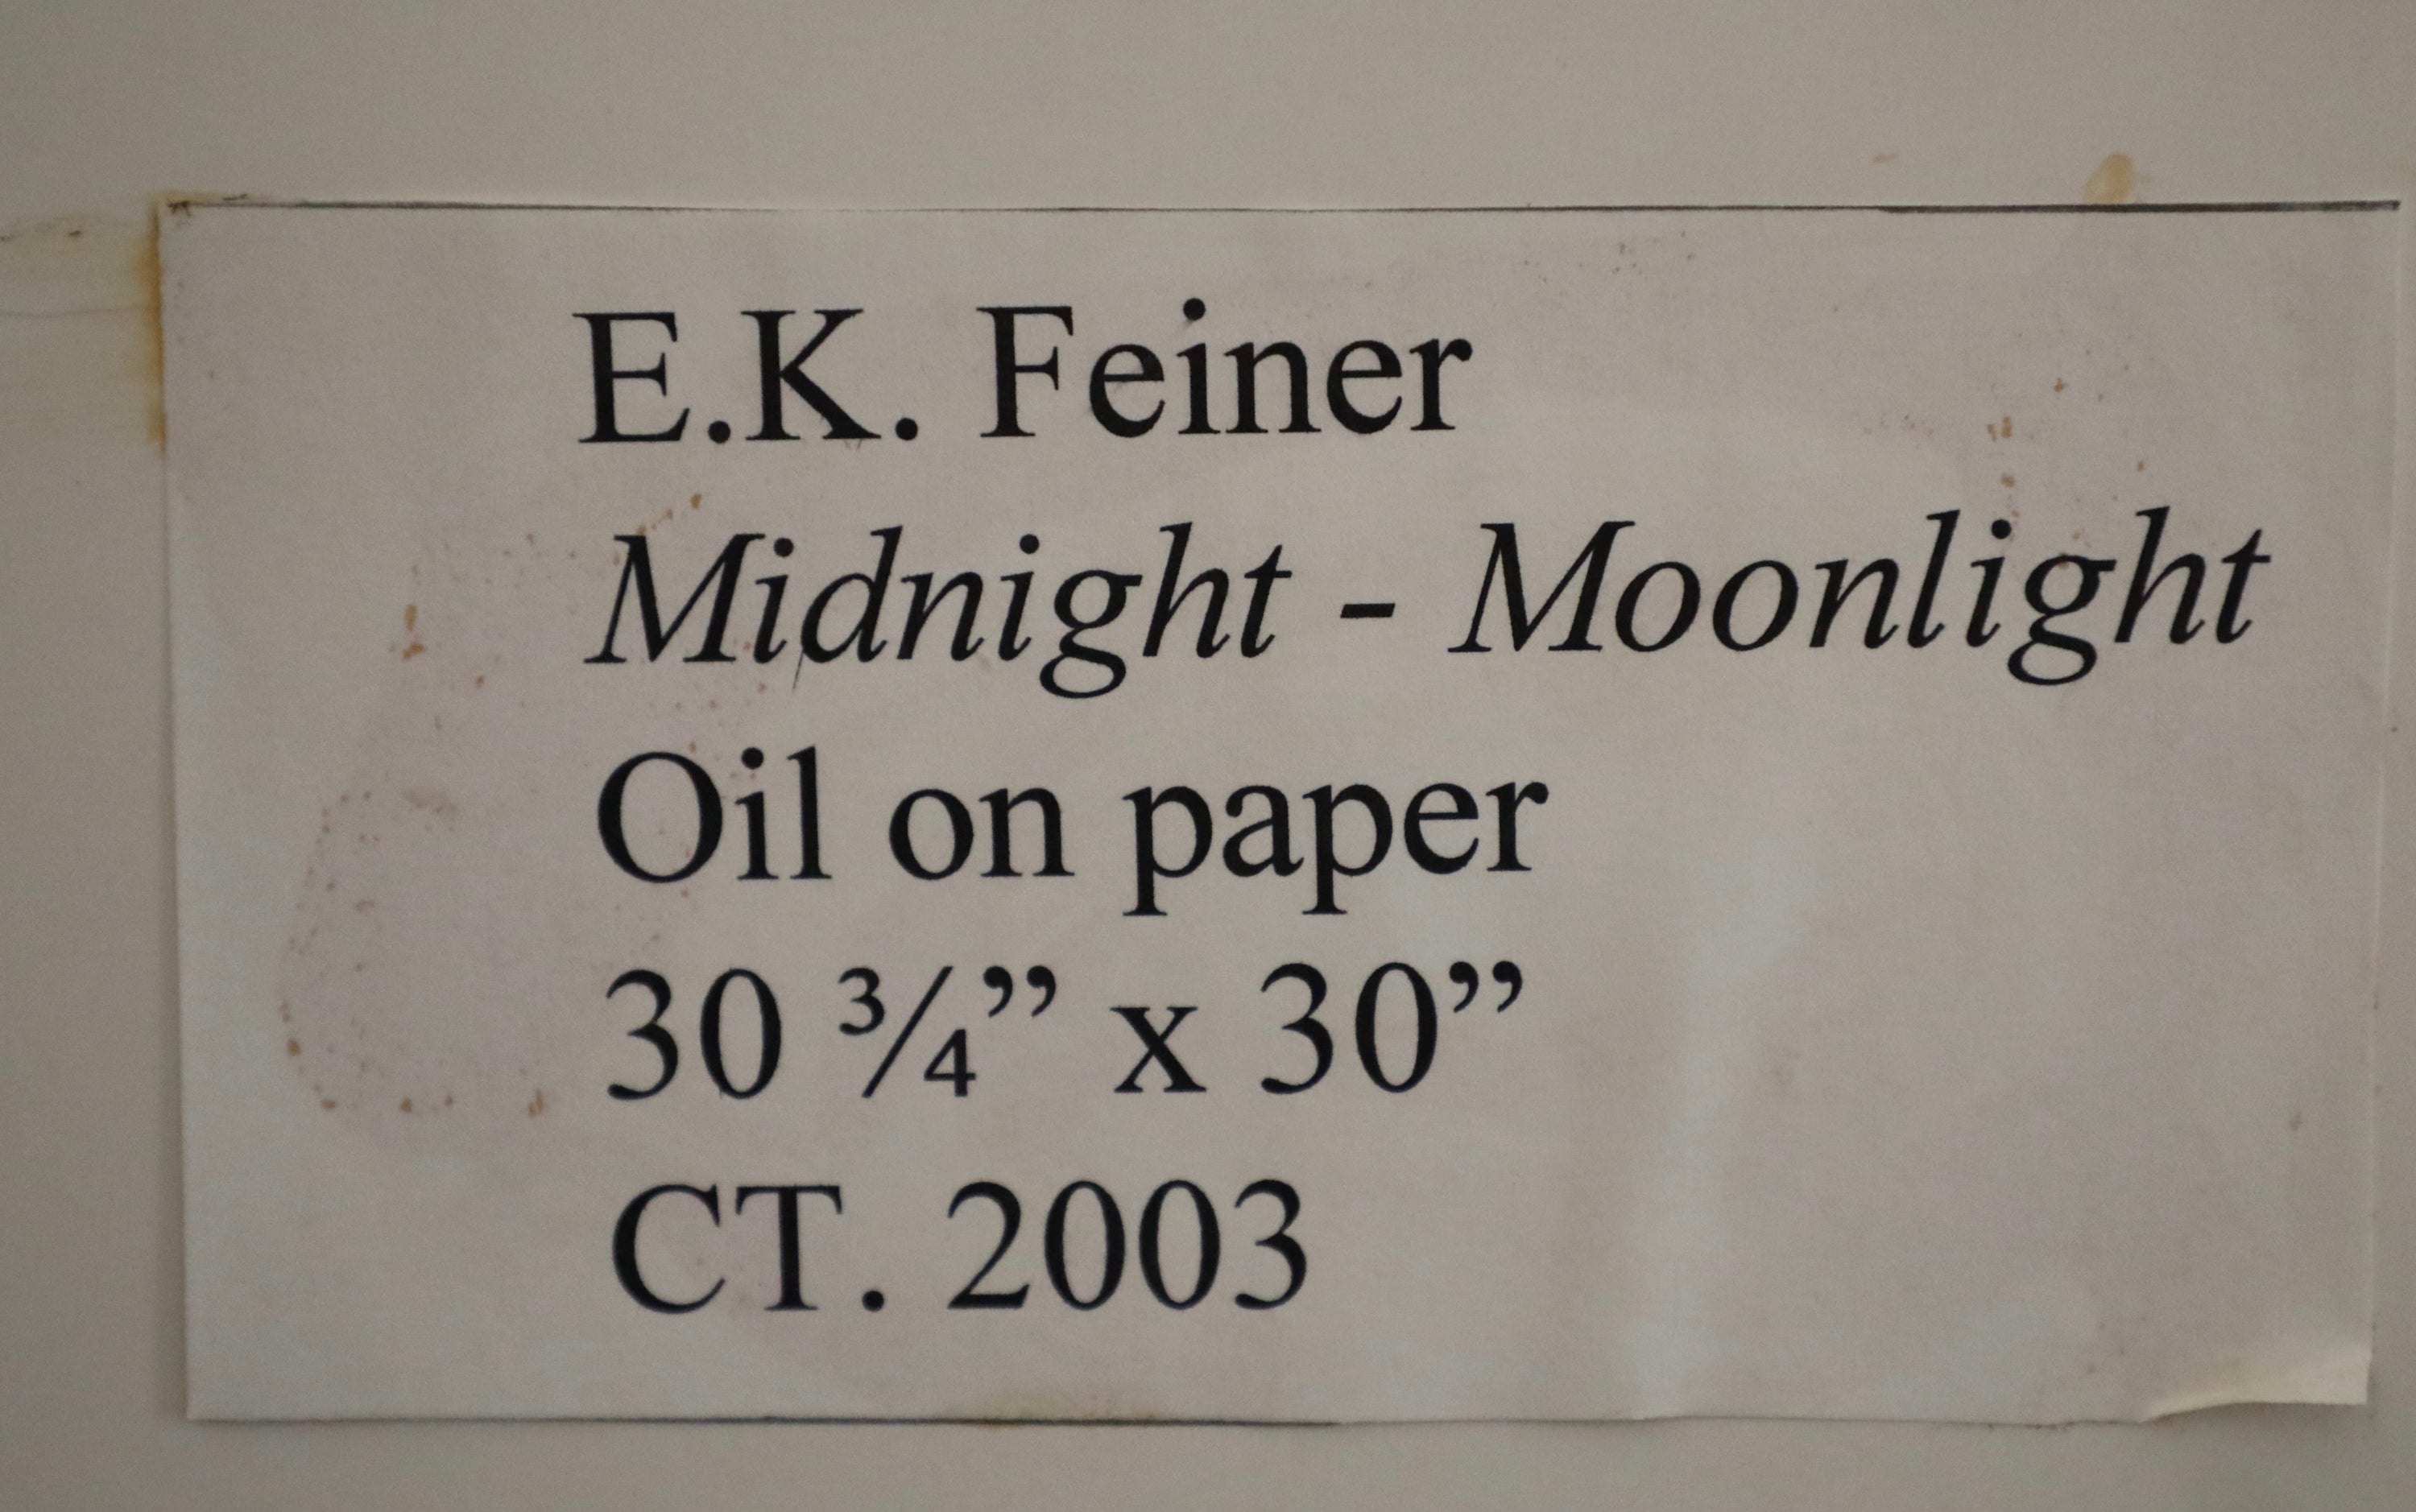 E.K. Feiner
Midnight - Moonlight
Oil on paper
30 ¾” x 30”
CT. 2003